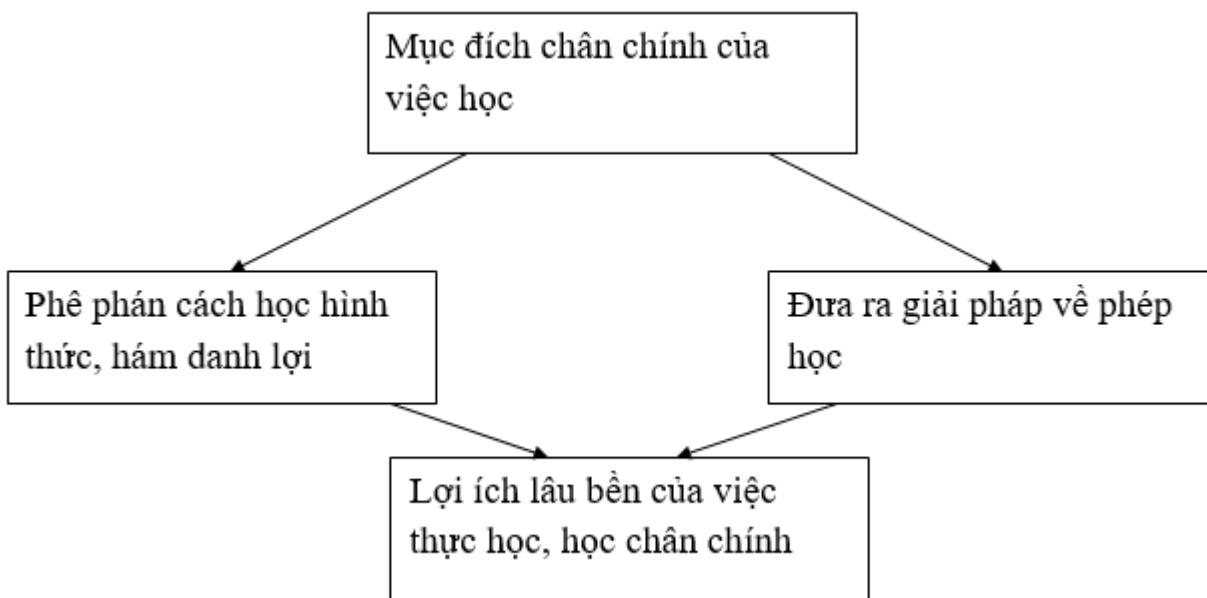 Mục đích chân chính của
việc học
Phê phán cách học hình
thức, hám danh lợi
Đưa ra giải pháp về phép
học
Lợi ích lâu bền của việc
thực học, học chân chính